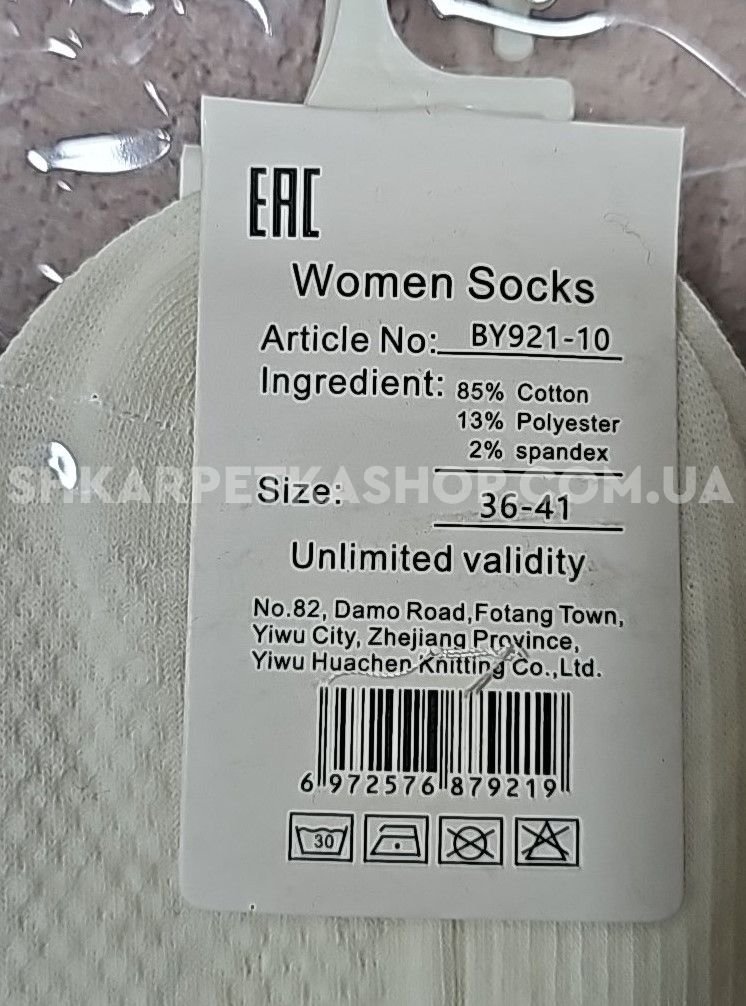 EAC
Women Socks
Article No: BY921-10
Ingredient: 85% Cotton
13% Polyester
2% spandex
SHKARPETKASHOP.COM.UA
Size: 36-41
Unlimited validity
No.82, Damo Road,Fotang Town,
Yiwu City, Zhejiang Province,
Yiwu Huachen Knitting Co.,Ltd.
6 972576 879219
30